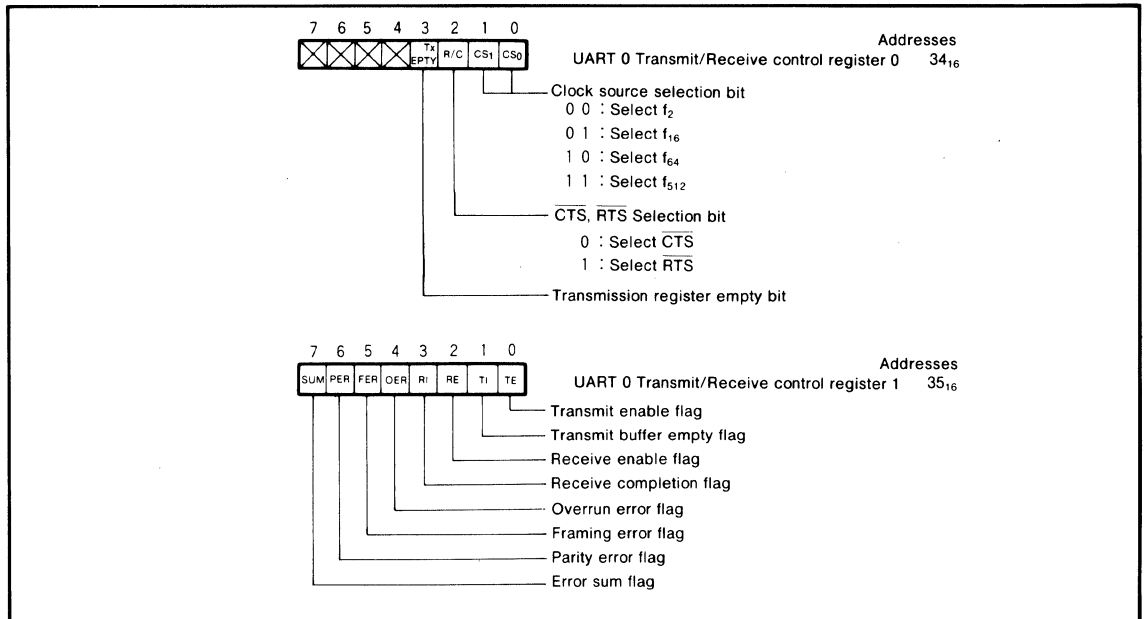 7 6 5 4 3 2 1 0
Addresses
Tx EPTY R/C CS₁ CS₀ UART 0 Transmit/Receive control register 0 34₁₆
Clock source selection bit
0 0 : Select f₂
0 1 : Select f₁₆
1 0 : Select f₆₄
1 1 : Select f₅₁₂
C̅T̅S̅, R̅T̅S̅ Selection bit
0 : Select C̅T̅S̅
1 : Select R̅T̅S̅
Transmission register empty bit
7 6 5 4 3 2 1 0
Addresses
SUM PER FER OER RI RE TI TE UART 0 Transmit/Receive control register 1 35₁₆
Transmit enable flag
Transmit buffer empty flag
Receive enable flag
Receive completion flag
Overrun error flag
Framing error flag
Parity error flag
Error sum flag